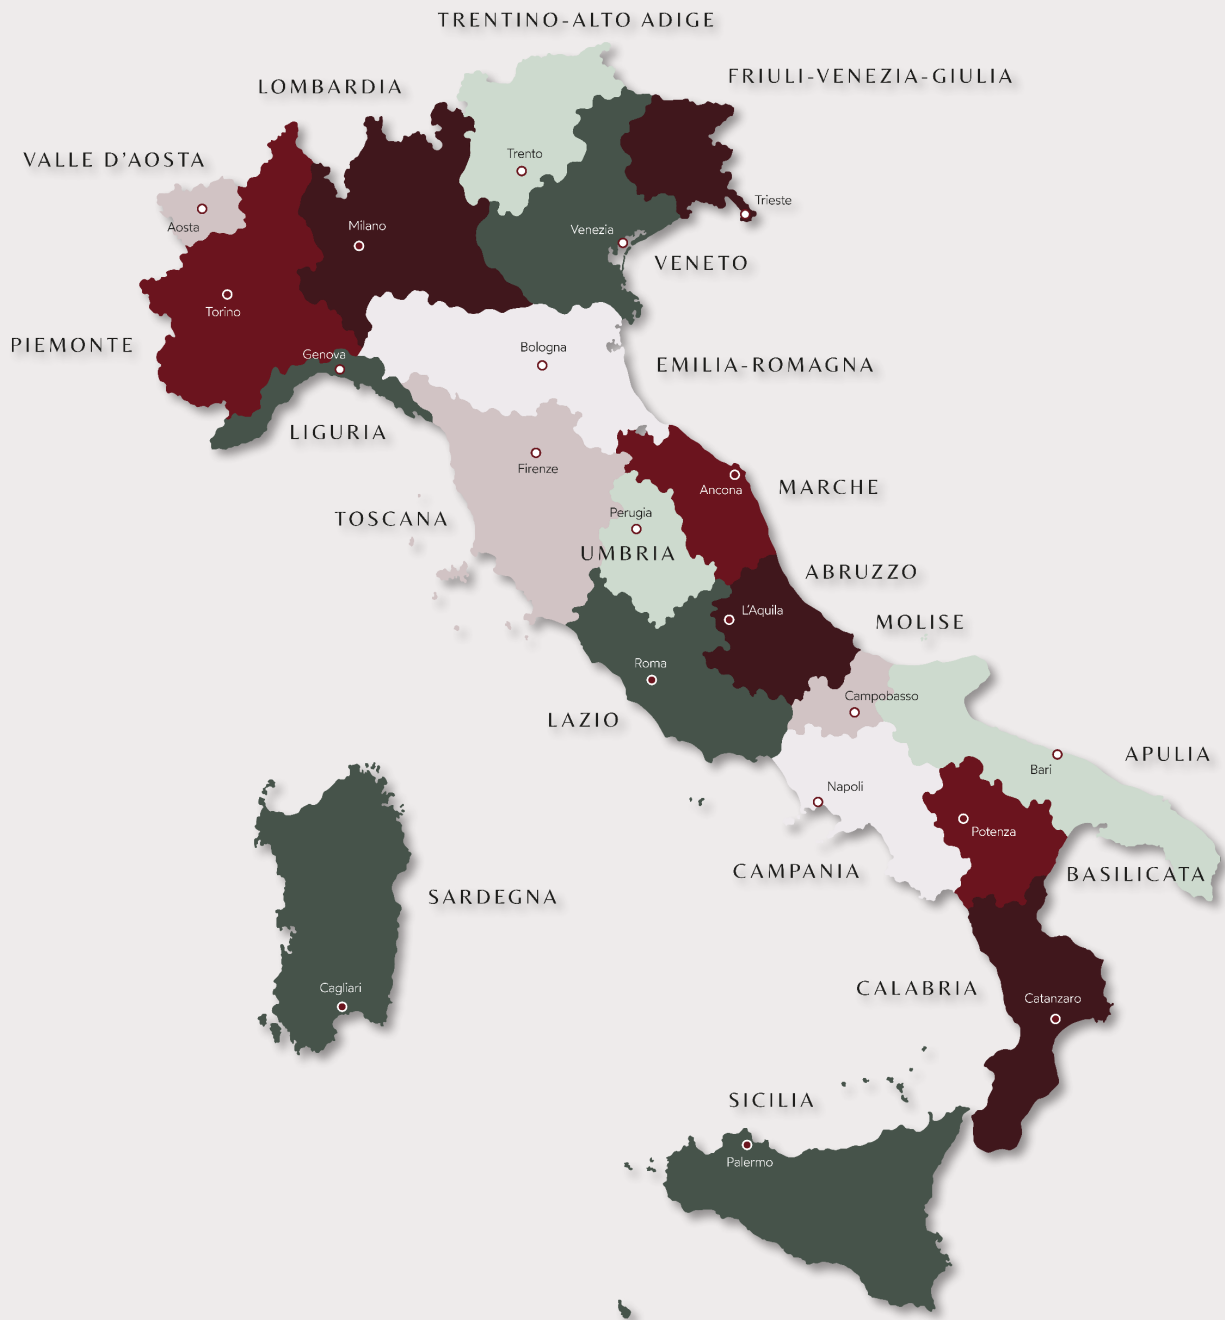 TRENTINO-ALTO ADIGE
FRIULI-VENEZIA-GIULIA
LOMBARDIA
VALLE D'AOSTA
Trento
Trieste
Aosta
Milano
Venezia
VENETO
Torino
PIEMONTE
Genova
Bologna
EMILIA-ROMAGNA
LIGURIA
Firenze
Ancona
MARCHE
TOSCANA
Perugia
UMBRIA
ABRUZZO
L'Aquila
MOLISE
Roma
Campobasso
LAZIO
APULIA
Bari
Napoli
Potenza
CAMPANIA
BASILICATA
SARDEGNA
Cagliari
CALABRIA
Catanzaro
SICILIA
Palermo